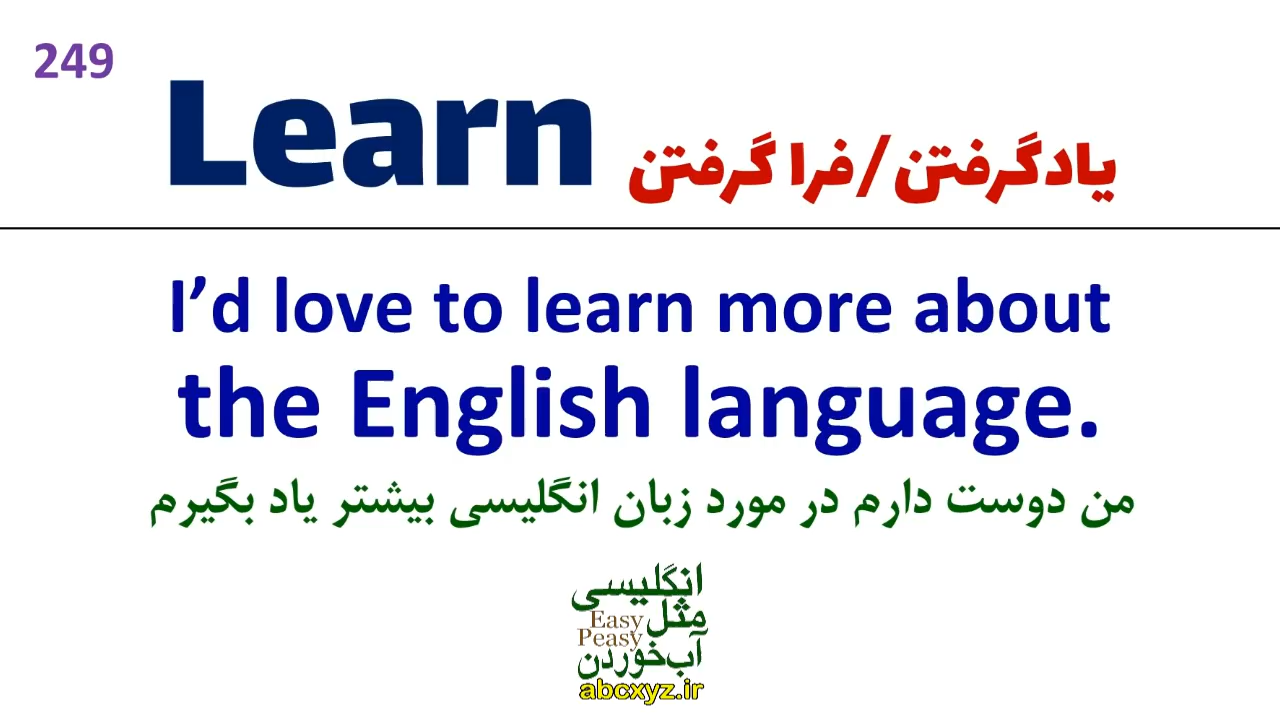 249
Learn یادگرفتن/فرا گرفتن
I’d love to learn more about
the English language.
من دوست دارم در مورد زبان انگلیسی بیشتر یاد بگیرم
انگلیسی
مثل Easy
Peasy
آب‌خوردن
abcxyz.ir